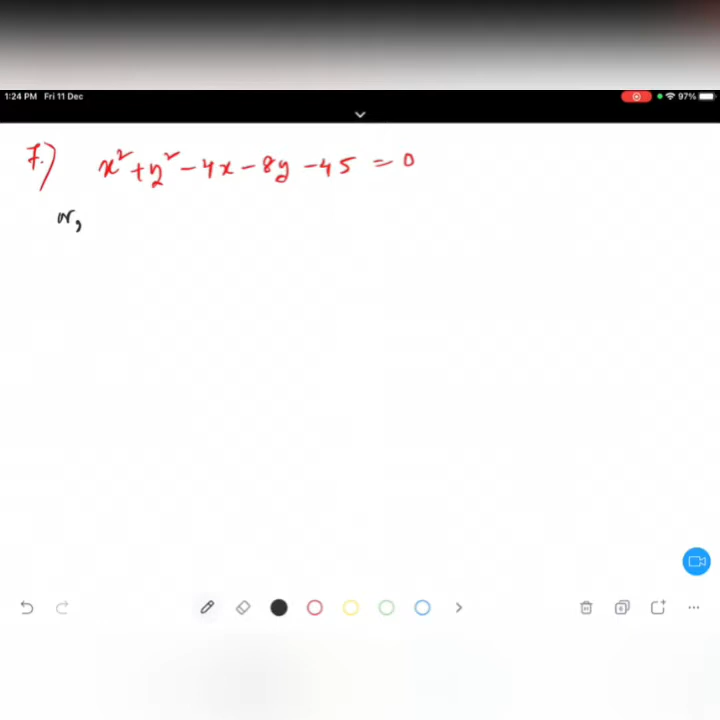 1:24 PM Fri 11 Dec 97%
7.) x² + y² - 4x - 8y - 45 = 0
or,